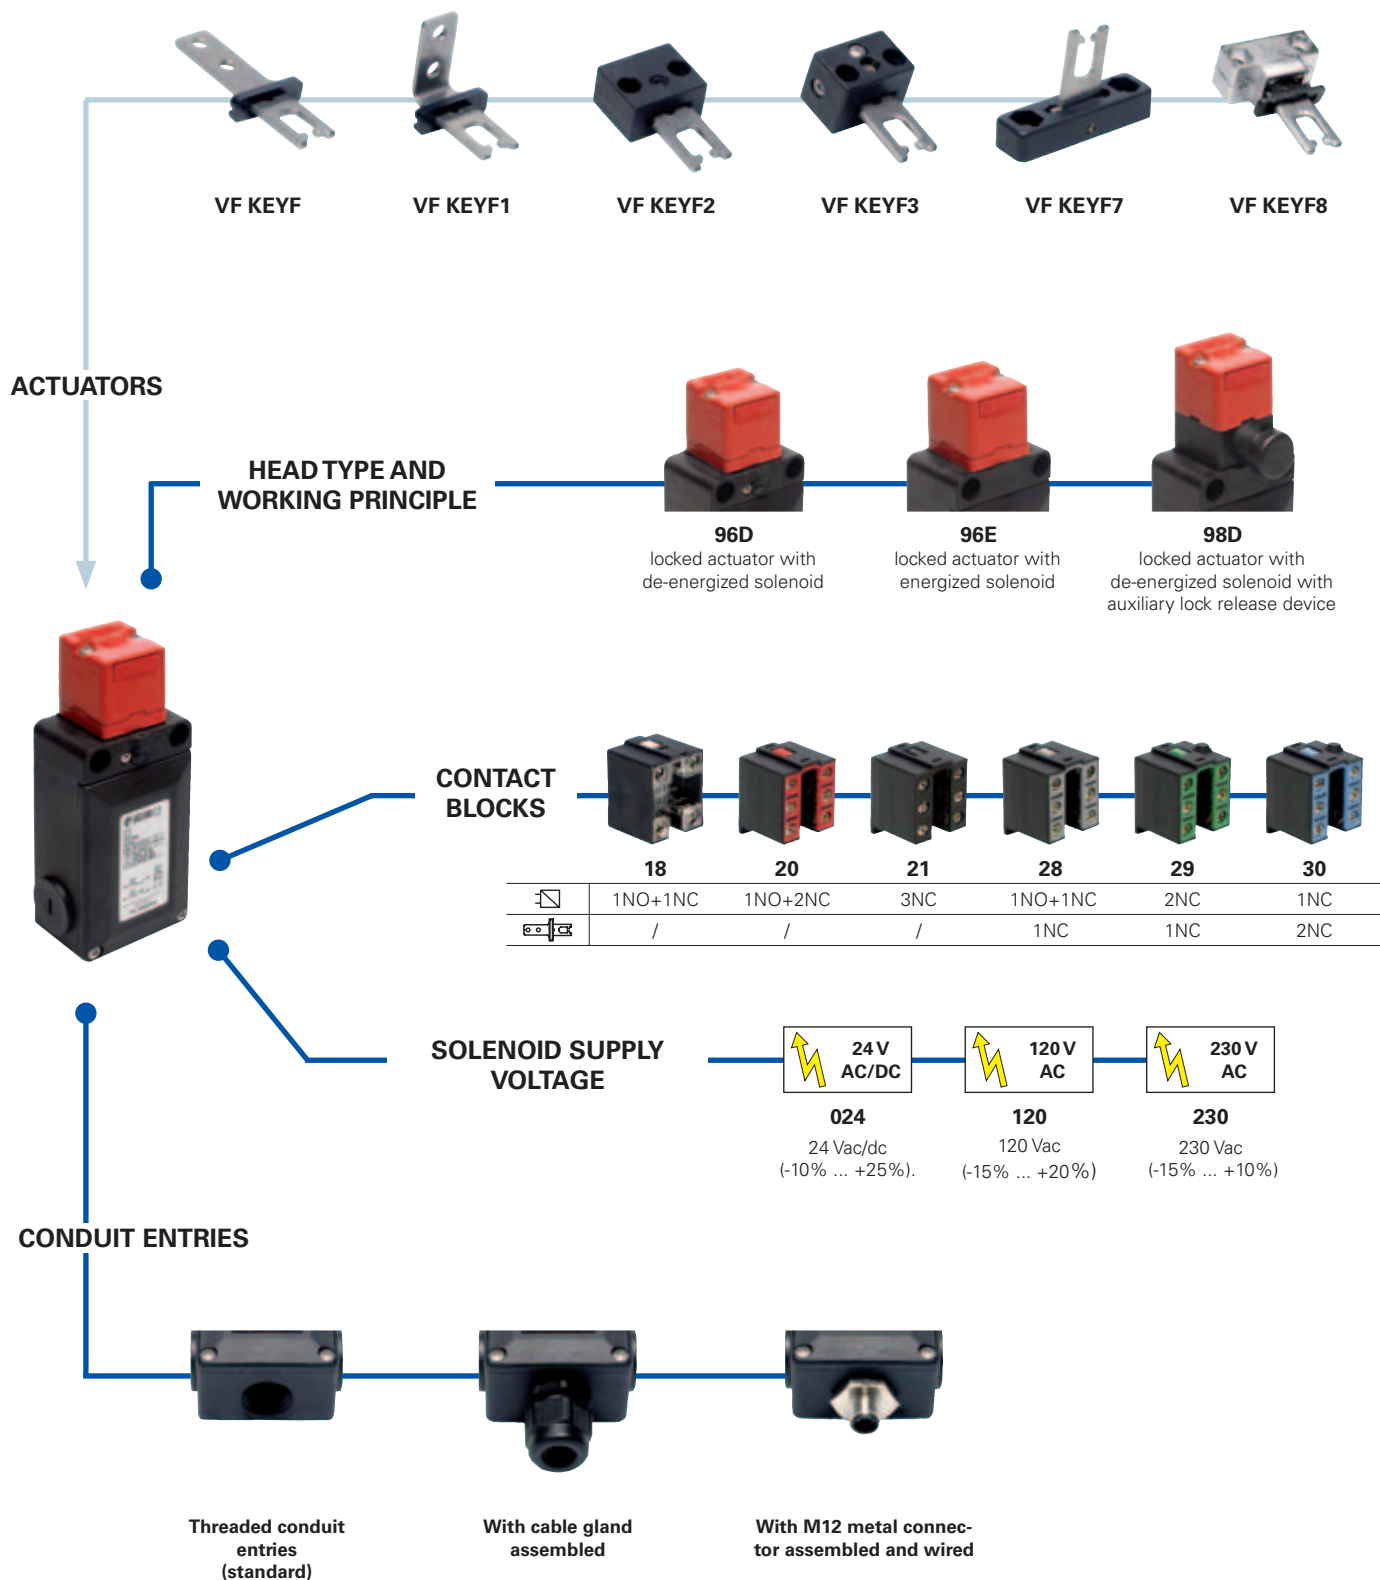 VF KEYF
VF KEYF1
VF KEYF2
VF KEYF3
VF KEYF7
VF KEYF8
ACTUATORS
HEAD TYPE AND
WORKING PRINCIPLE
96D
locked actuator with
de-energized solenoid
96E
locked actuator with
energized solenoid
98D
locked actuator with
de-energized solenoid with
auxiliary lock release device
CONTACT
BLOCKS
18 20 21 28 29 30
1NO+1NC 1NO+2NC 3NC 1NO+1NC 2NC 1NC
/ / / 1NC 1NC 2NC
SOLENOID SUPPLY
VOLTAGE
24 V
AC/DC
120 V
AC
230 V
AC
024
24 Vac/dc
(-10% ... +25%).
120
120 Vac
(-15% ... +20%)
230
230 Vac
(-15% ... +10%)
CONDUIT ENTRIES
Threaded conduit
entries
(standard)
With cable gland
assembled
With M12 metal connec-
tor assembled and wired